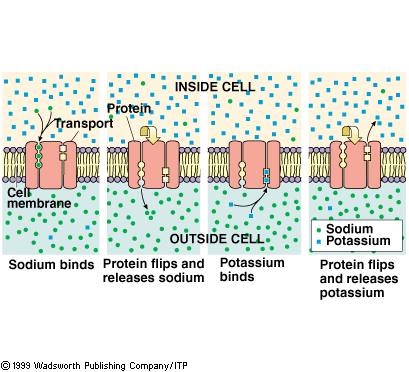 INSIDE CELL
Protein
Transport
Cell
membrane
OUTSIDE CELL
Sodium
Potassium
Sodium binds
Protein flips and
releases sodium
Potassium
binds
Protein flips
and releases
potassium
© 1999 Wadsworth Publishing Company/ITP